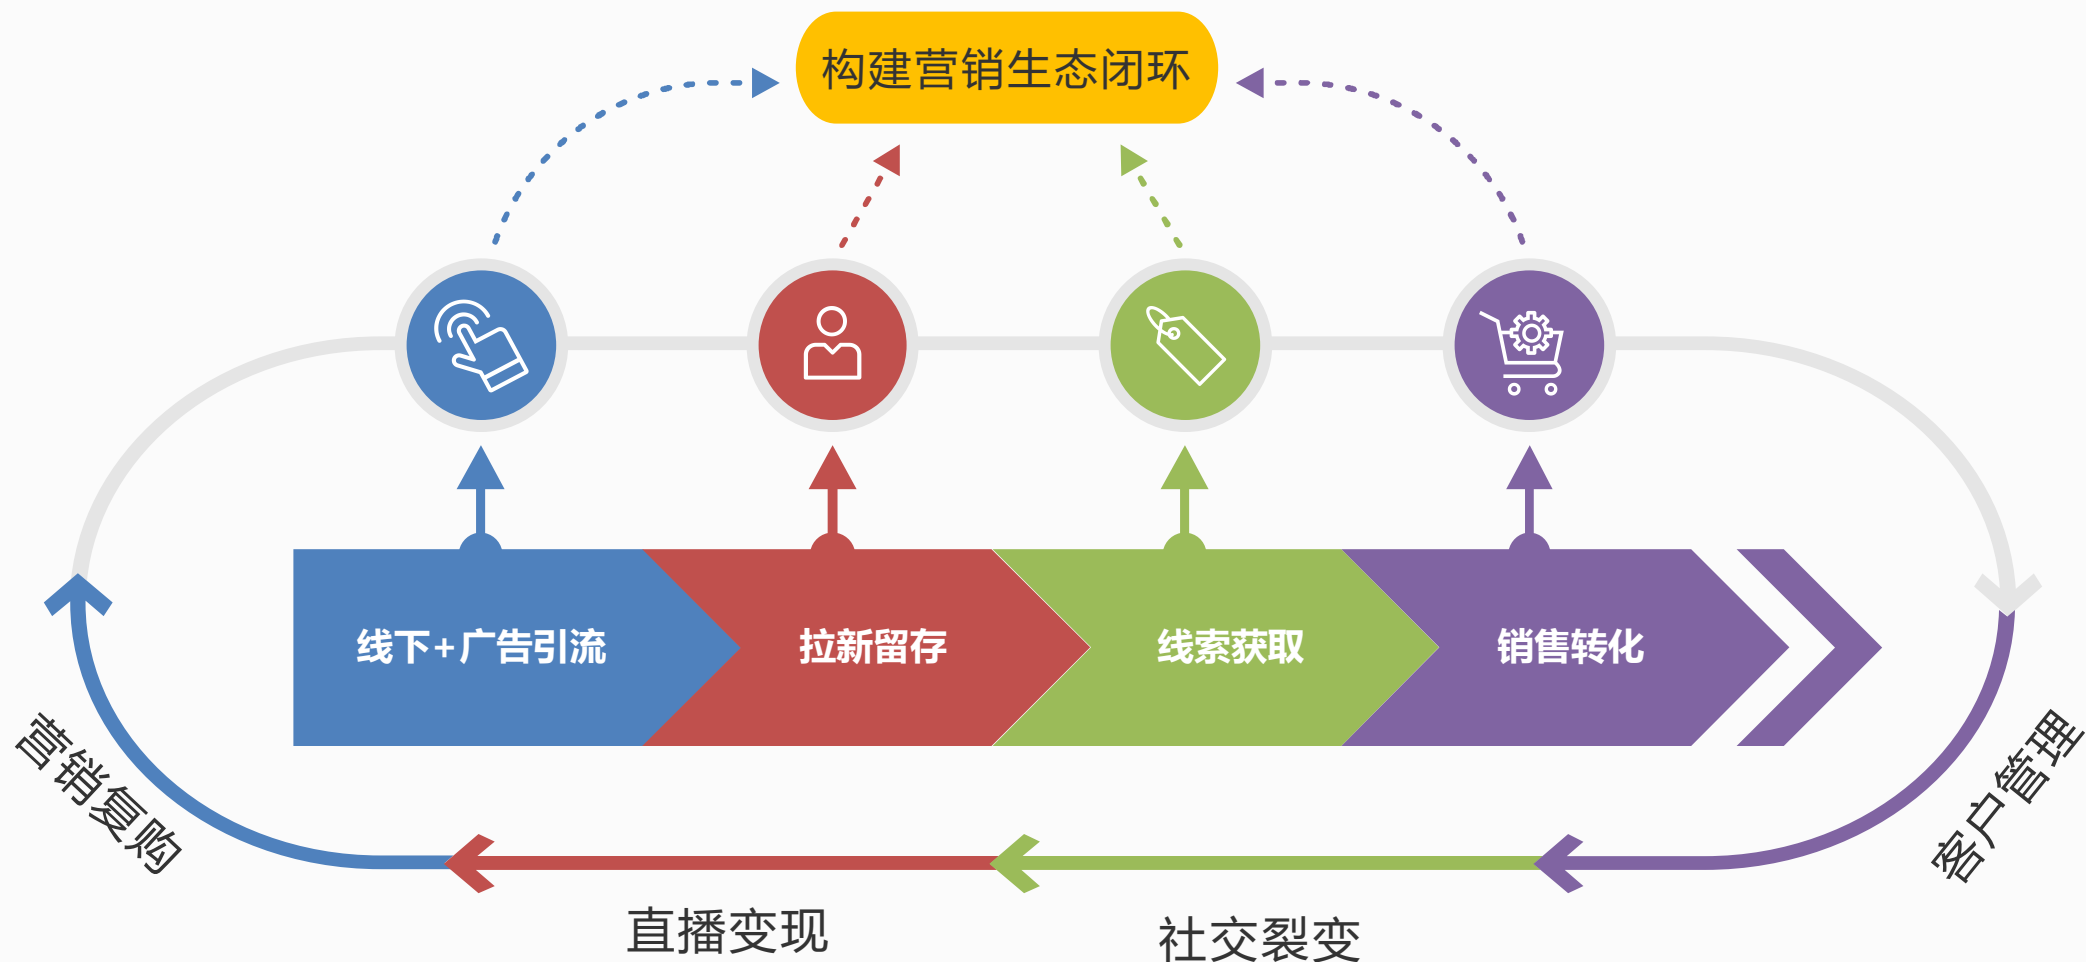 构建营销生态闭环
线下+广告引流
拉新留存
线索获取
销售转化
营销复购
客户管理
直播变现
社交裂变